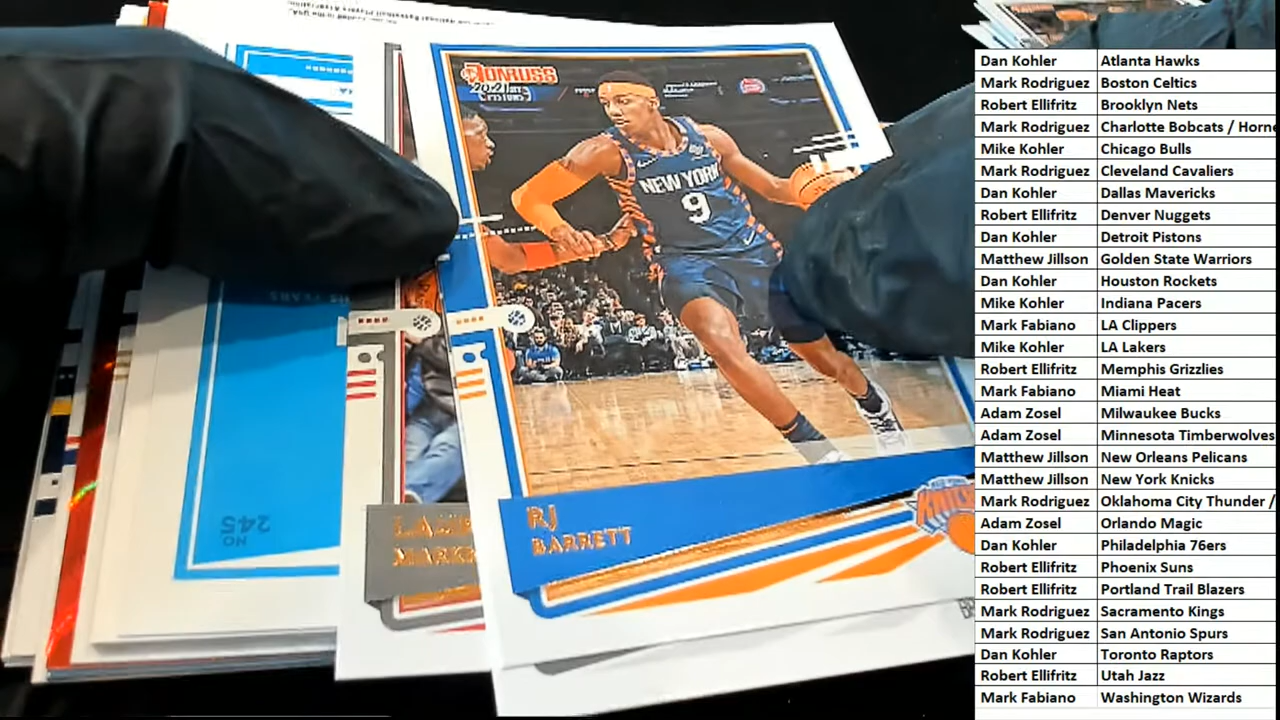 DONRUSS
20-21
PISTONS
NEW YORK
9
RJ
BARRETT
NO
245
Dan Kohler Atlanta Hawks
Mark Rodriguez Boston Celtics
Robert Ellifritz Brooklyn Nets
Mark Rodriguez Charlotte Bobcats /
Mike Kohler Chicago Bulls
Mark Rodriguez Cleveland Cavaliers
Dan Kohler Dallas Mavericks
Robert Ellifritz Denver Nuggets
Dan Kohler Detroit Pistons
Matthew Jillson Golden State Warriors
Dan Kohler Houston Rockets
Mike Kohler Indiana Pacers
Mark Fabiano LA Clippers
Mike Kohler LA Lakers
Robert Ellifritz Memphis Grizzlies
Mark Fabiano Miami Heat
Adam Zosel Milwaukee Bucks
Adam Zosel Minnesota Timberwolves
Matthew Jillson New Orleans Pelicans
Matthew Jillson New York Knicks
Mark Rodriguez Oklahoma City Thunder /
Adam Zosel Orlando Magic
Dan Kohler Philadelphia 76ers
Robert Ellifritz Phoenix Suns
Robert Ellifritz Portland Trail Blazers
Mark Rodriguez Sacramento Kings
Mark Rodriguez San Antonio Spurs
Dan Kohler Toronto Raptors
Robert Ellifritz Utah Jazz
Mark Fabiano Washington Wizards